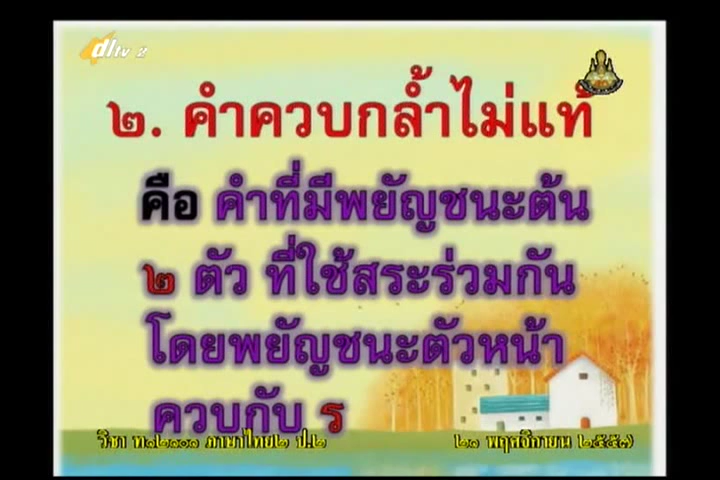 dltv 2
๒. คำควบกล้ำไม่แท้
คือ คำที่มีพยัญชนะต้น
๒ ตัว ที่ใช้สระร่วมกัน
โดยพยัญชนะตัวหน้า
ควบกับ ร
วิชา ท๑๒๑๐๑ ภาษาไทย๒ ป.๒ ๒๑ พฤศจิกายน ๒๕๕๗